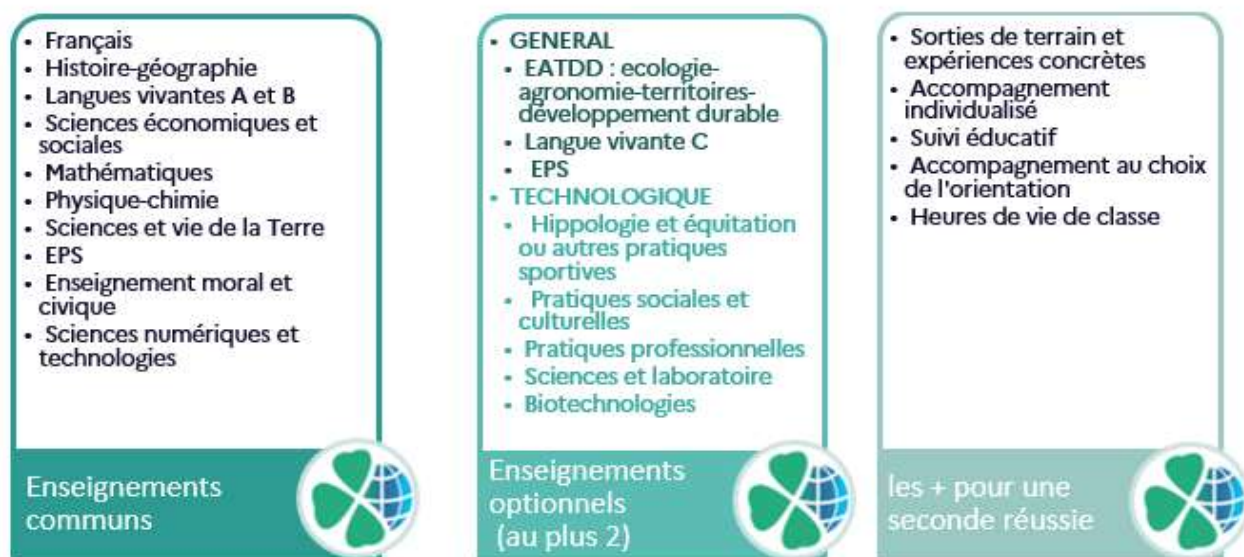 • Français
• Histoire-géographie
• Langues vivantes A et B
• Sciences économiques et
sociales
• Mathématiques
• Physique-chimie
• Sciences et vie de la Terre
• EPS
• Enseignement moral et
civique
• Sciences numériques et
technologies
Enseignements
communs
• GENERAL
• EATDD : ecologie-
agronomie-territoires-
développement durable
• Langue vivante C
• EPS
• TECHNOLOGIQUE
• Hippologie et équitation
ou autres pratiques
sportives
• Pratiques sociales et
culturelles
• Pratiques professionnelles
• Sciences et laboratoire
• Biotechnologies
Enseignements
optionnels
(au plus 2)
• Sorties de terrain et
expériences concrètes
• Accompagnement
individualisé
• Suivi éducatif
• Accompagnement au choix
de l'orientation
• Heures de vie de classe
les + pour une
seconde réussie